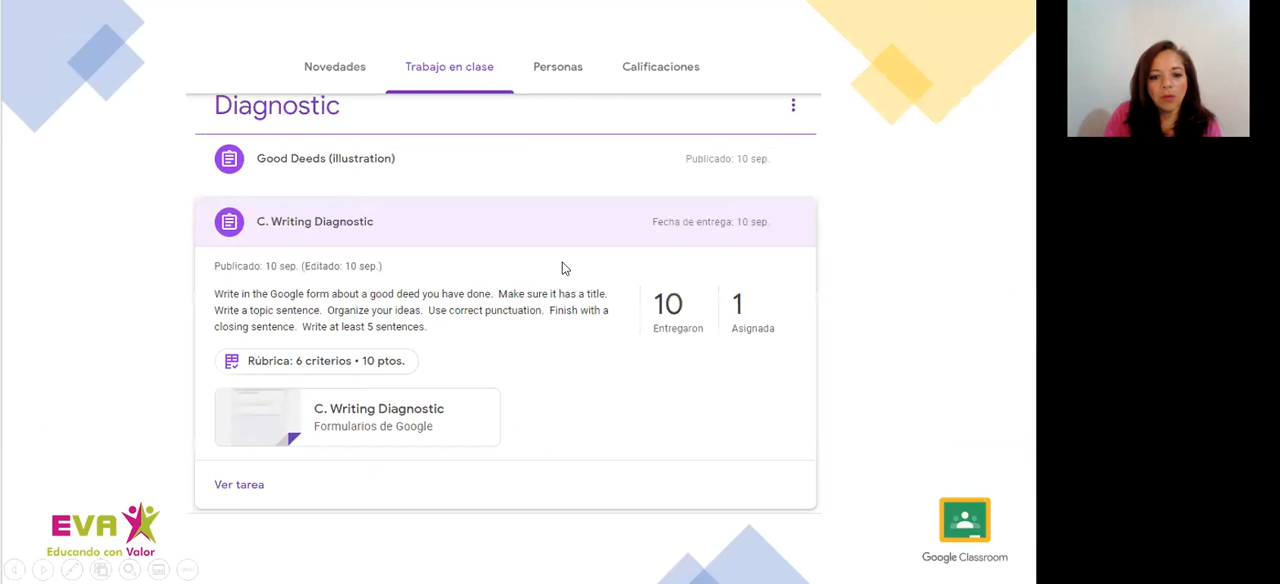 Novedades
Trabajo en clase
Personas
Calificaciones
Diagnostic
Good Deeds (illustration)
Publicado: 10 sep.
C. Writing Diagnostic
Fecha de entrega: 10 sep.
Publicado: 10 sep. (Editado: 10 sep.)
Write in the Google form about a good deed you have done. Make sure it has a title.
Write a topic sentence. Organize your ideas. Use correct punctuation. Finish with a
closing sentence. Write at least 5 sentences.
10
Entregaron
1
Asignada
Rúbrica: 6 criterios • 10 ptos.
C. Writing Diagnostic
Formularios de Google
Ver tarea
EVA
Educando con Valor
Google Classroom